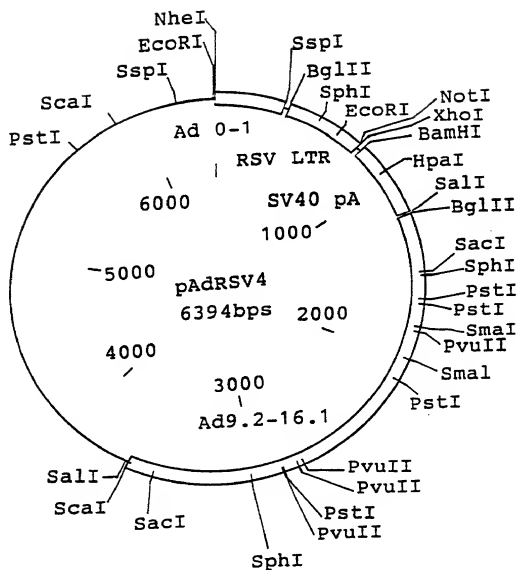 NheI
EcoRI
SspI
ScaI
PstI
SspI
BglII
SphI
EcoRI
NotI
XhoI
BamHI
HpaI
SalI
BglII
SacI
SphI
PstI
PstI
SmaI
PvuII
SmaI
PstI
PvuII
PvuII
PstI
PvuII
SphI
SacI
ScaI
SalI
Ad 0-1
RSV LTR
SV40 pA
6000
1000
5000
pAdRSV4
6394bps
2000
4000
3000
Ad9.2-16.1